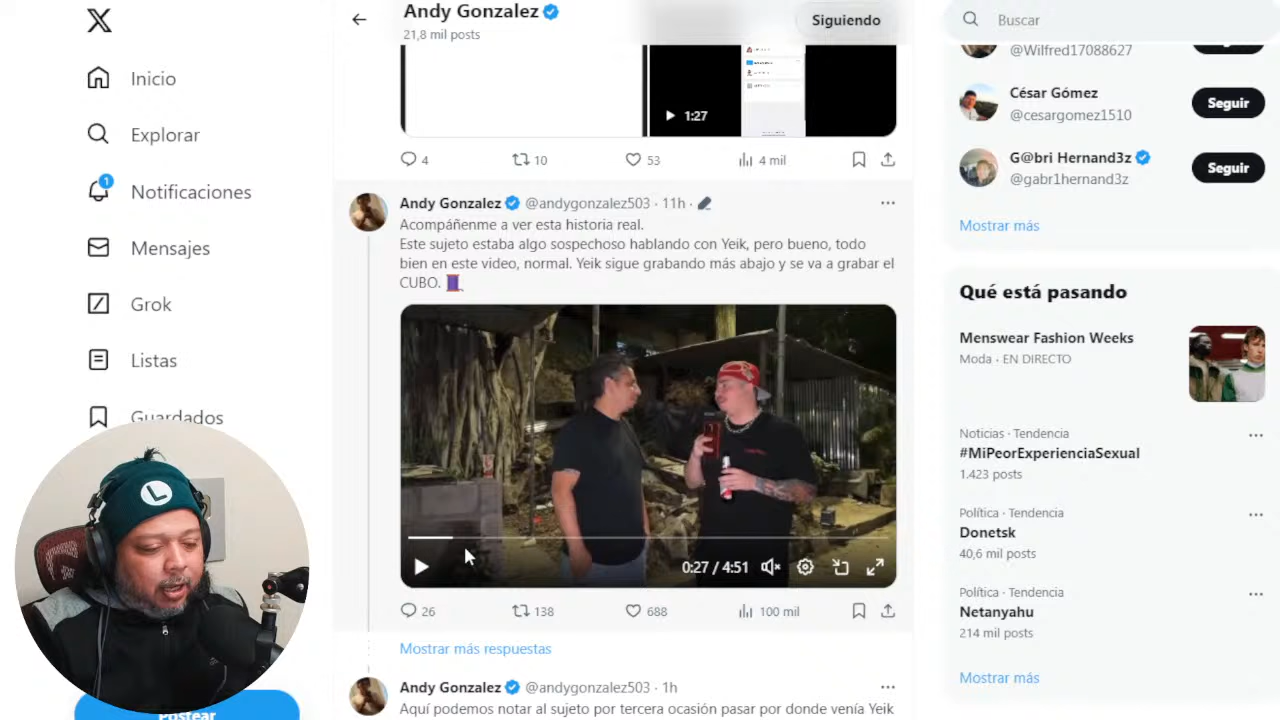 Inicio
Explorar
1
Notificaciones
Mensajes
Grok
Listas
Guardados
Postear
L
Andy Gonzalez
21,8 mil posts
Siguiendo
1:27
4
10
53
4 mil
Andy Gonzalez @andygonzalez503 · 11h ·
Acompáñenme a ver esta historia real.
Este sujeto estaba algo sospechoso hablando con Yeik, pero bueno, todo
bien en este video, normal. Yeik sigue grabando más abajo y se va a grabar el
CUBO.
0:27 / 4:51
26
138
688
100 mil
Mostrar más respuestas
Andy Gonzalez @andygonzalez503 · 1h
Aquí podemos notar al sujeto por tercera ocasión pasar por donde venía Yeik
Buscar
@Wilfred17088627
César Gómez
@cesargomez1510
Seguir
G@bri Hernand3z
@gabr1hernand3z
Seguir
Mostrar más
Qué está pasando
Menswear Fashion Weeks
Moda · EN DIRECTO
Noticias · Tendencia
#MiPeorExperienciaSexual
1.423 posts
Política · Tendencia
Donetsk
40,6 mil posts
Política · Tendencia
Netanyahu
214 mil posts
Mostrar más